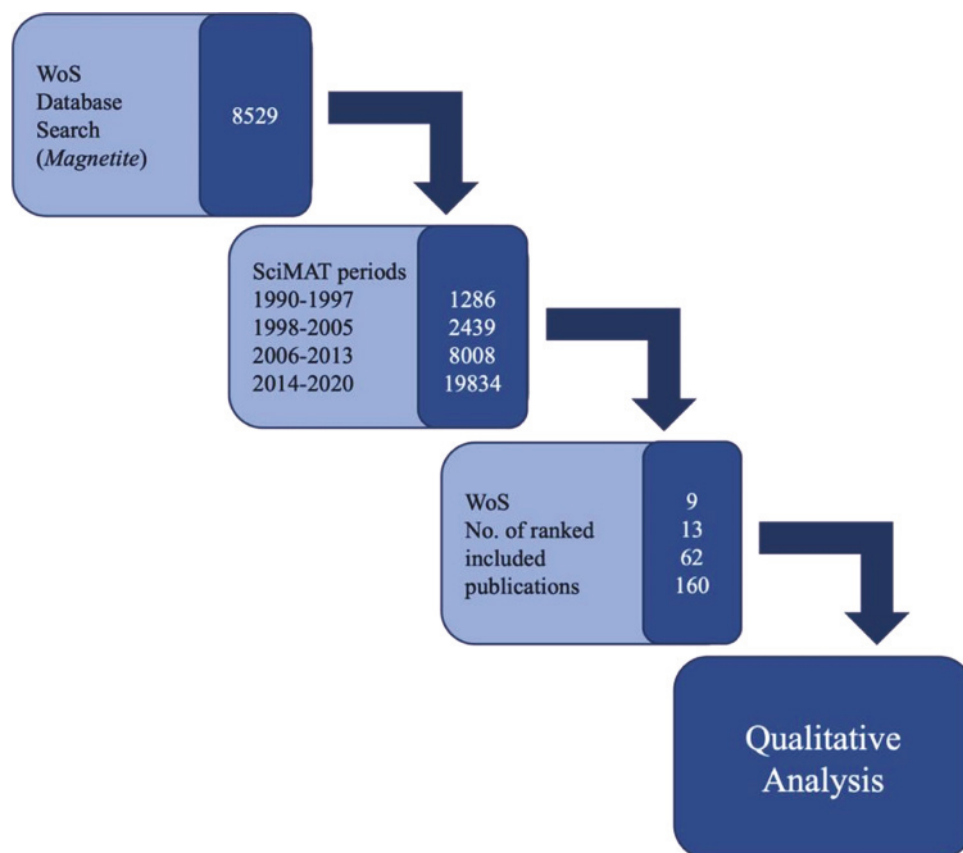 WoS
Database
Search
(Magnetite)
8529
SciMAT periods
1990-1997 1286
1998-2005 2439
2006-2013 8008
2014-2020 19834
WoS 9
No. of ranked 13
included 62
publications 160
Qualitative
Analysis